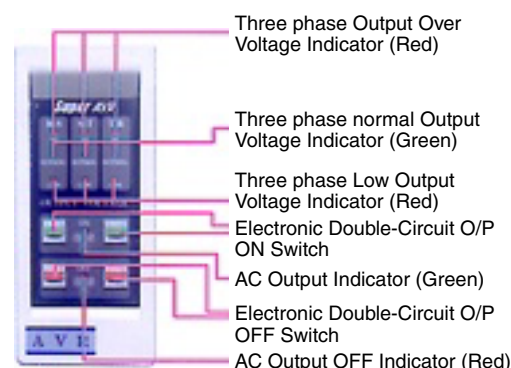 Three phase Output Over
Voltage Indicator (Red)
Super AVR
Three phase normal Output
Voltage Indicator (Green)
Three phase Low Output
Voltage Indicator (Red)
Electronic Double-Circuit O/P
ON Switch
AC Output Indicator (Green)
Electronic Double-Circuit O/P
OFF Switch
A V R
AC Output OFF Indicator (Red)